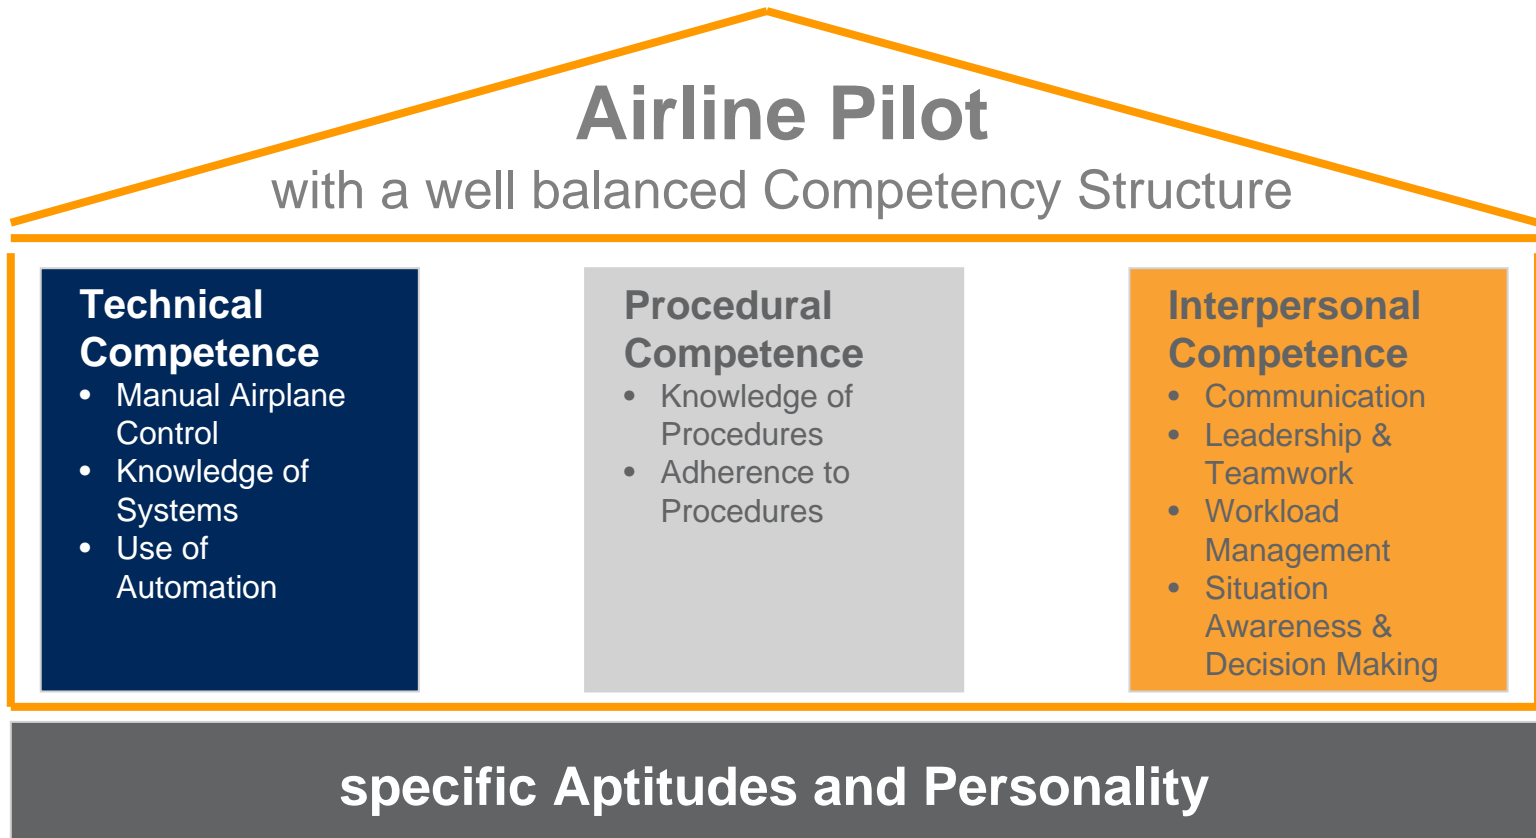 Airline Pilot
with a well balanced Competency Structure
Technical
Competence
• Manual Airplane
Control
• Knowledge of
Systems
• Use of
Automation
Procedural
Competence
• Knowledge of
Procedures
• Adherence to
Procedures
Interpersonal
Competence
• Communication
• Leadership &
Teamwork
• Workload
Management
• Situation
Awareness &
Decision Making
specific Aptitudes and Personality